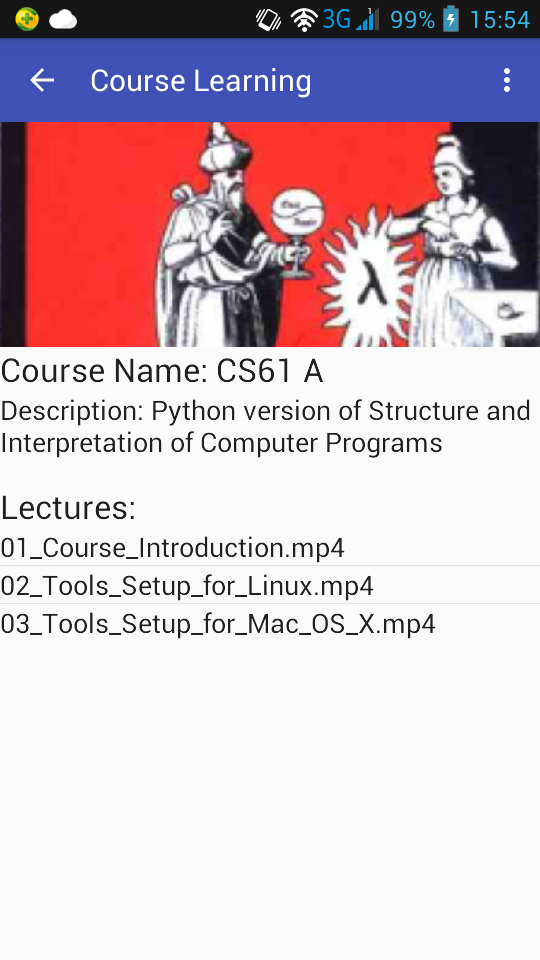 3G 1 99% 15:54
Course Learning
λ
Course Name: CS61 A
Description: Python version of Structure and
Interpretation of Computer Programs
Lectures:
01_Course_Introduction.mp4
02_Tools_Setup_for_Linux.mp4
03_Tools_Setup_for_Mac_OS_X.mp4